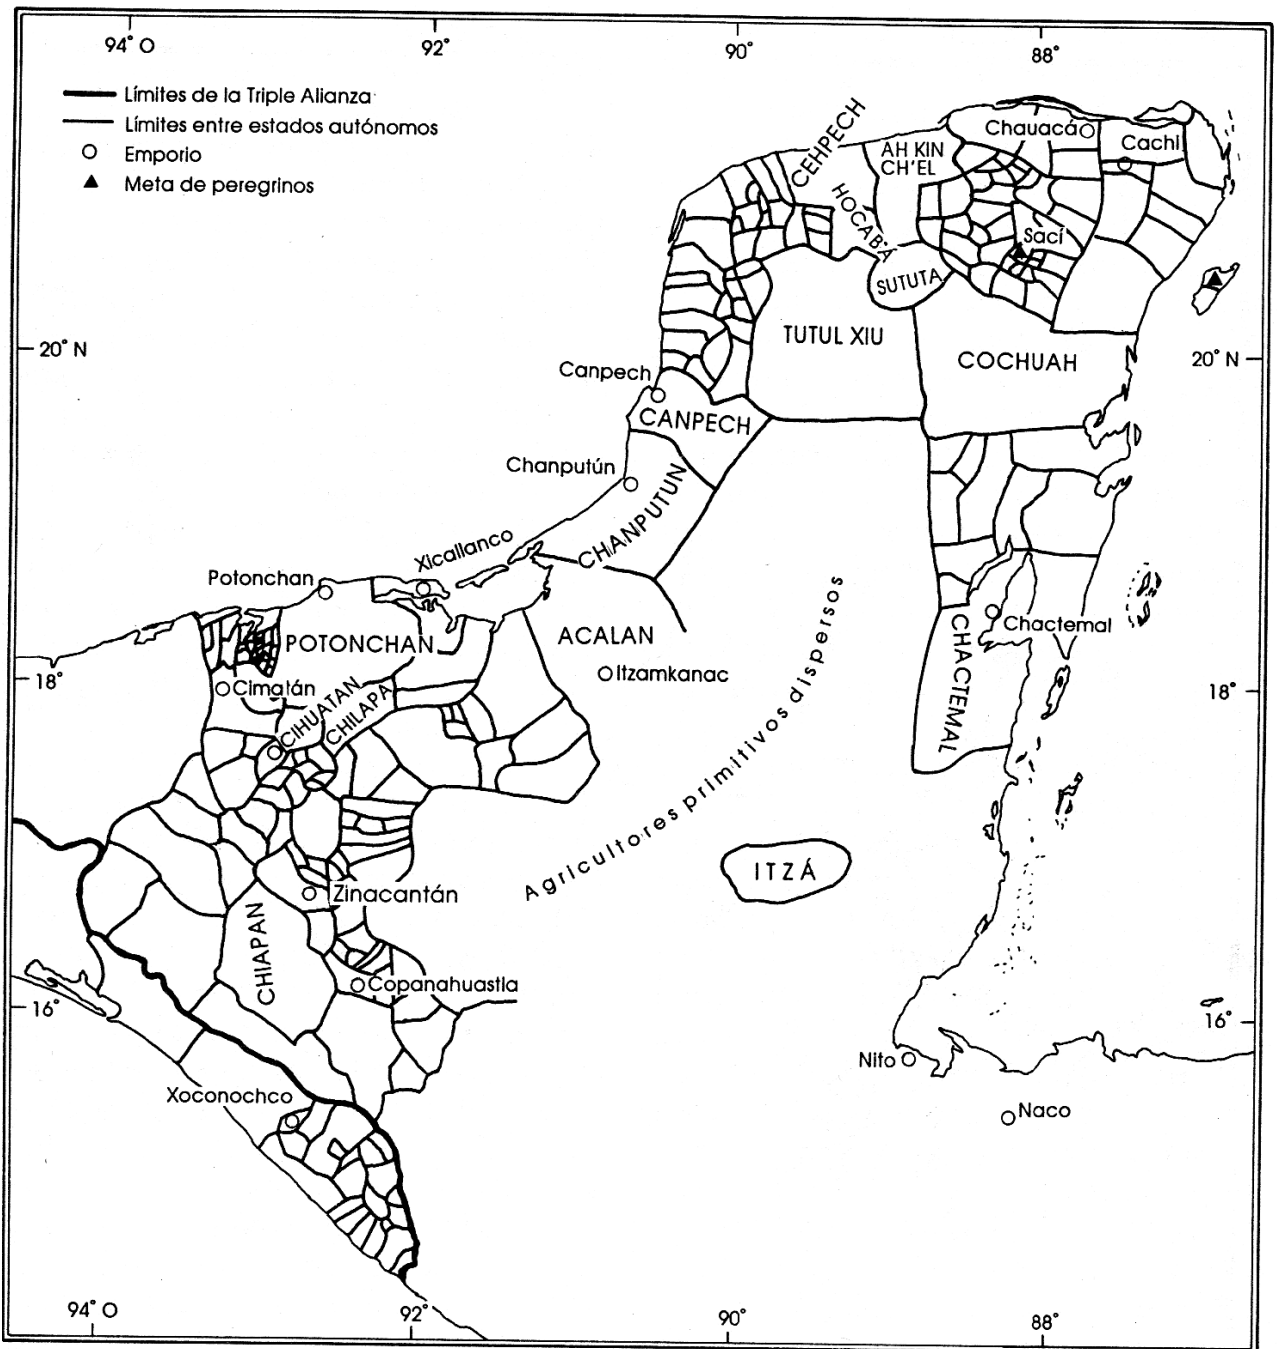 94° O
92°
90°
88°
Límites de la Triple Alianza
Límites entre estados autónomos
Emporio
Meta de peregrinos
CEHPECH
AH KIN
CH'EL
Chauacá
Cachi
HOCABÁ
Sací
SUTUTA
20° N
TUTUL XIU
COCHUAH
20° N
Canpech
CANPECH
Chanputún
CHANPUTUN
Xicallanco
Potonchan
POTONCHAN
ACALAN
Itzamkanac
Chactemal
CHACTEMAL
18°
Cimatán
CIHUATAN
CHILAPA
18°
Agricultores primitivos dispersos
ITZÁ
Zinacantán
CHIAPAN
Copanahuastla
16°
16°
Nito
Naco
Xoconochco
94° O
92°
90°
88°